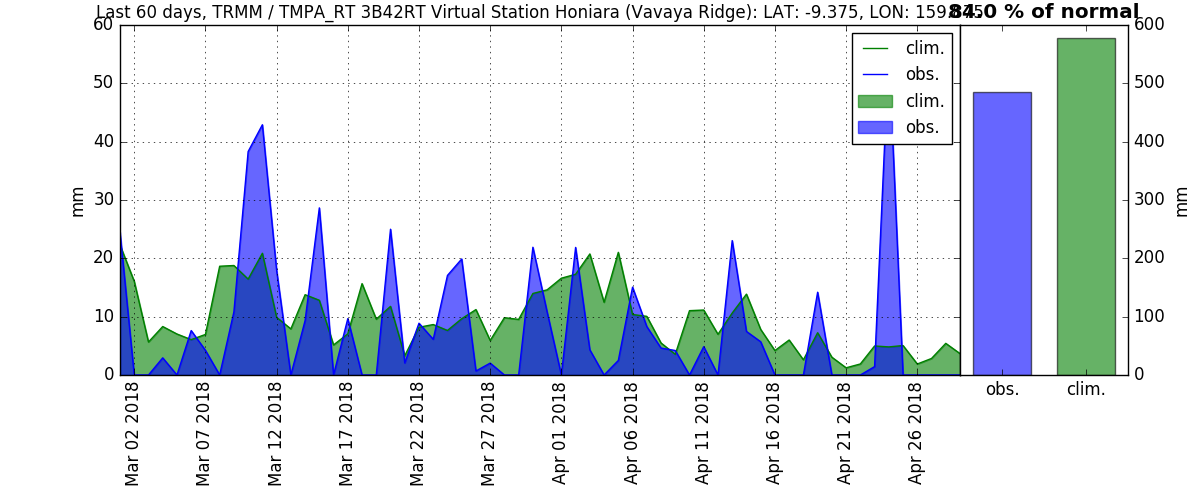 Last 60 days, TRMM / TMPA_RT 3B42RT Virtual Station Honiara (Vavaya Ridge): LAT: -9.375, LON:
84.0 % of normal
60
50
40
30
20
10
0
mm
clim.
obs.
clim.
obs.
600
500
400
300
200
100
0
mm
obs.
clim.
Mar 02 2018
Mar 07 2018
Mar 12 2018
Mar 17 2018
Mar 22 2018
Mar 27 2018
Apr 01 2018
Apr 06 2018
Apr 11 2018
Apr 16 2018
Apr 21 2018
Apr 26 2018